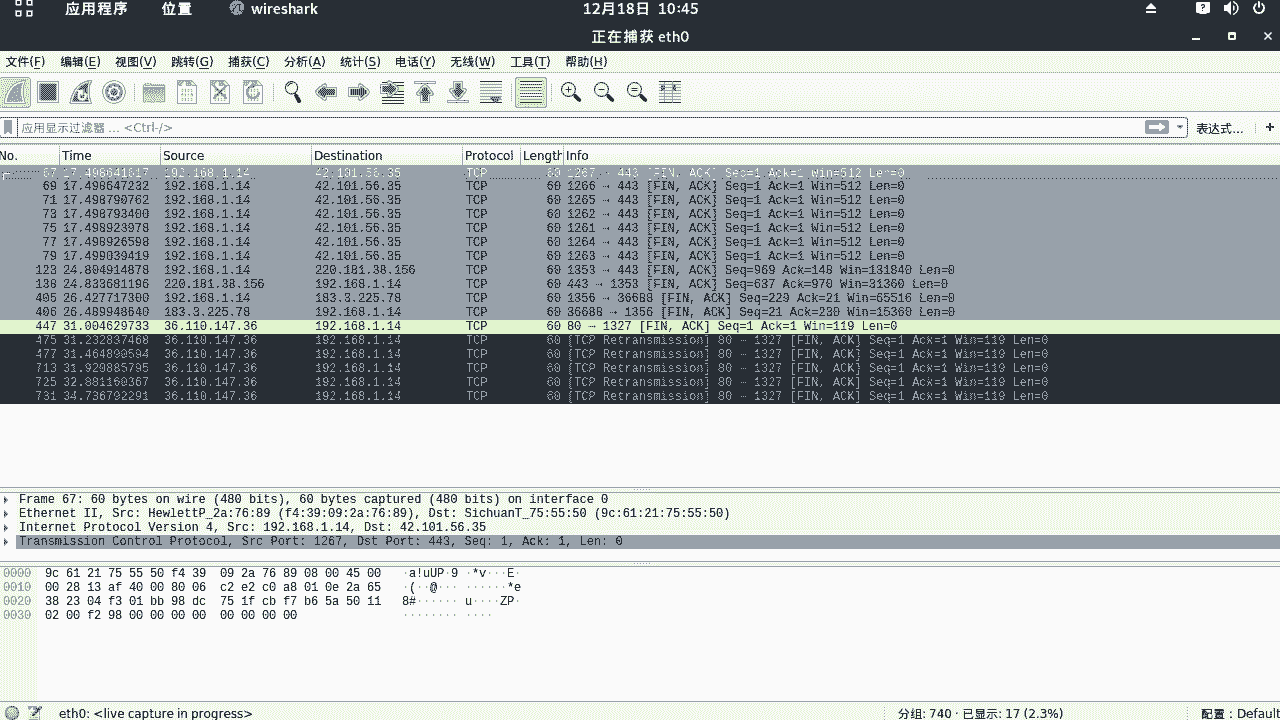 应用程序 位置 wireshark 12月18日 10:45
正在捕获 eth0
文件(F) 编辑(E) 视图(V) 跳转(G) 捕获(C) 分析(A) 统计(S) 电话(Y) 无线(W) 工具(T) 帮助(H)
应用显示过滤器 … <Ctrl-/> 表达式… +
No. Time Source Destination Protocol Length Info
67 17.498641617 192.168.1.14 42.101.56.35 TCP 60 1267 → 443 [FIN, ACK] Seq=1 Ack=1 Win=512 Len=0
69 17.498647232 192.168.1.14 42.101.56.35 TCP 60 1266 → 443 [FIN, ACK] Seq=1 Ack=1 Win=512 Len=0
71 17.498790762 192.168.1.14 42.101.56.35 TCP 60 1265 → 443 [FIN, ACK] Seq=1 Ack=1 Win=512 Len=0
73 17.498793400 192.168.1.14 42.101.56.35 TCP 60 1262 → 443 [FIN, ACK] Seq=1 Ack=1 Win=512 Len=0
75 17.498923978 192.168.1.14 42.101.56.35 TCP 60 1261 → 443 [FIN, ACK] Seq=1 Ack=1 Win=512 Len=0
77 17.498926598 192.168.1.14 42.101.56.35 TCP 60 1264 → 443 [FIN, ACK] Seq=1 Ack=1 Win=512 Len=0
79 17.499039419 192.168.1.14 42.101.56.35 TCP 60 1263 → 443 [FIN, ACK] Seq=1 Ack=1 Win=512 Len=0
123 24.804914878 192.168.1.14 220.181.38.156 TCP 60 1353 → 443 [FIN, ACK] Seq=969 Ack=148 Win=131840 Len=0
138 24.833681196 220.181.38.156 192.168.1.14 TCP 60 443 → 1353 [FIN, ACK] Seq=637 Ack=970 Win=31360 Len=0
405 26.427717300 192.168.1.14 183.3.225.78 TCP 60 1356 → 36688 [FIN, ACK] Seq=229 Ack=21 Win=65516 Len=0
406 26.489948640 183.3.225.78 192.168.1.14 TCP 60 36688 → 1356 [FIN, ACK] Seq=21 Ack=230 Win=15360 Len=0
447 31.004629733 36.110.147.36 192.168.1.14 TCP 60 80 → 1327 [FIN, ACK] Seq=1 Ack=1 Win=119 Len=0
475 31.232837468 36.110.147.36 192.168.1.14 TCP 60 [TCP Retransmission] 80 → 1327 [FIN, ACK] Seq=1 Ack=1 Win=119 Len=0
477 31.464890594 36.110.147.36 192.168.1.14 TCP 60 [TCP Retransmission] 80 → 1327 [FIN, ACK] Seq=1 Ack=1 Win=119 Len=0
713 31.929885795 36.110.147.36 192.168.1.14 TCP 60 [TCP Retransmission] 80 → 1327 [FIN, ACK] Seq=1 Ack=1 Win=119 Len=0
725 32.881160367 36.110.147.36 192.168.1.14 TCP 60 [TCP Retransmission] 80 → 1327 [FIN, ACK] Seq=1 Ack=1 Win=119 Len=0
731 34.736792291 36.110.147.36 192.168.1.14 TCP 60 [TCP Retransmission] 80 → 1327 [FIN, ACK] Seq=1 Ack=1 Win=119 Len=0
Frame 67: 60 bytes on wire (480 bits), 60 bytes captured (480 bits) on interface 0
Ethernet II, Src: HewlettP_2a:76:89 (f4:39:09:2a:76:89), Dst: SichuanT_75:55:50 (9c:61:21:75:55:50)
Internet Protocol Version 4, Src: 192.168.1.14, Dst: 42.101.56.35
Transmission Control Protocol, Src Port: 1267, Dst Port: 443, Seq: 1, Ack: 1, Len: 0
0000 9c 61 21 75 55 50 f4 39 09 2a 76 89 08 00 45 00 ·a!uUP·9 ·*v···E·
0010 00 28 13 af 40 00 80 06 c2 e2 c0 a8 01 0e 2a 65 ·(··@··· ······*e
0020 38 23 04 f3 01 bb 98 dc 75 1f cb f7 b6 5a 50 11 8#······ u····ZP·
0030 02 00 f2 98 00 00 00 00 00 00 00 00 ········ ····
eth0: <live capture in progress> 分组: 740 · 已显示: 17 (2.3%) 配置：Default